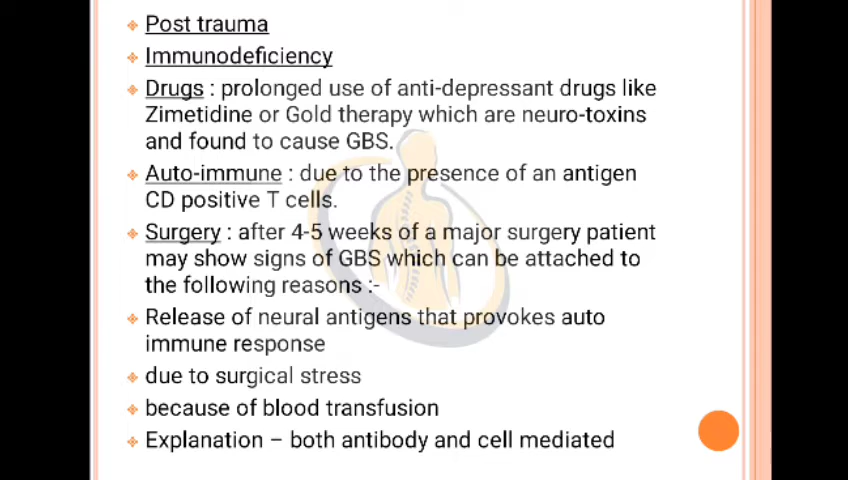 Post trauma
Immunodeficiency
Drugs : prolonged use of anti-depressant drugs like
Zimetidine or Gold therapy which are neuro-toxins
and found to cause GBS.
Auto-immune : due to the presence of an antigen
CD positive T cells.
Surgery : after 4-5 weeks of a major surgery patient
may show signs of GBS which can be attached to
the following reasons :-
Release of neural antigens that provokes auto
immune response
due to surgical stress
because of blood transfusion
Explanation – both antibody and cell mediated